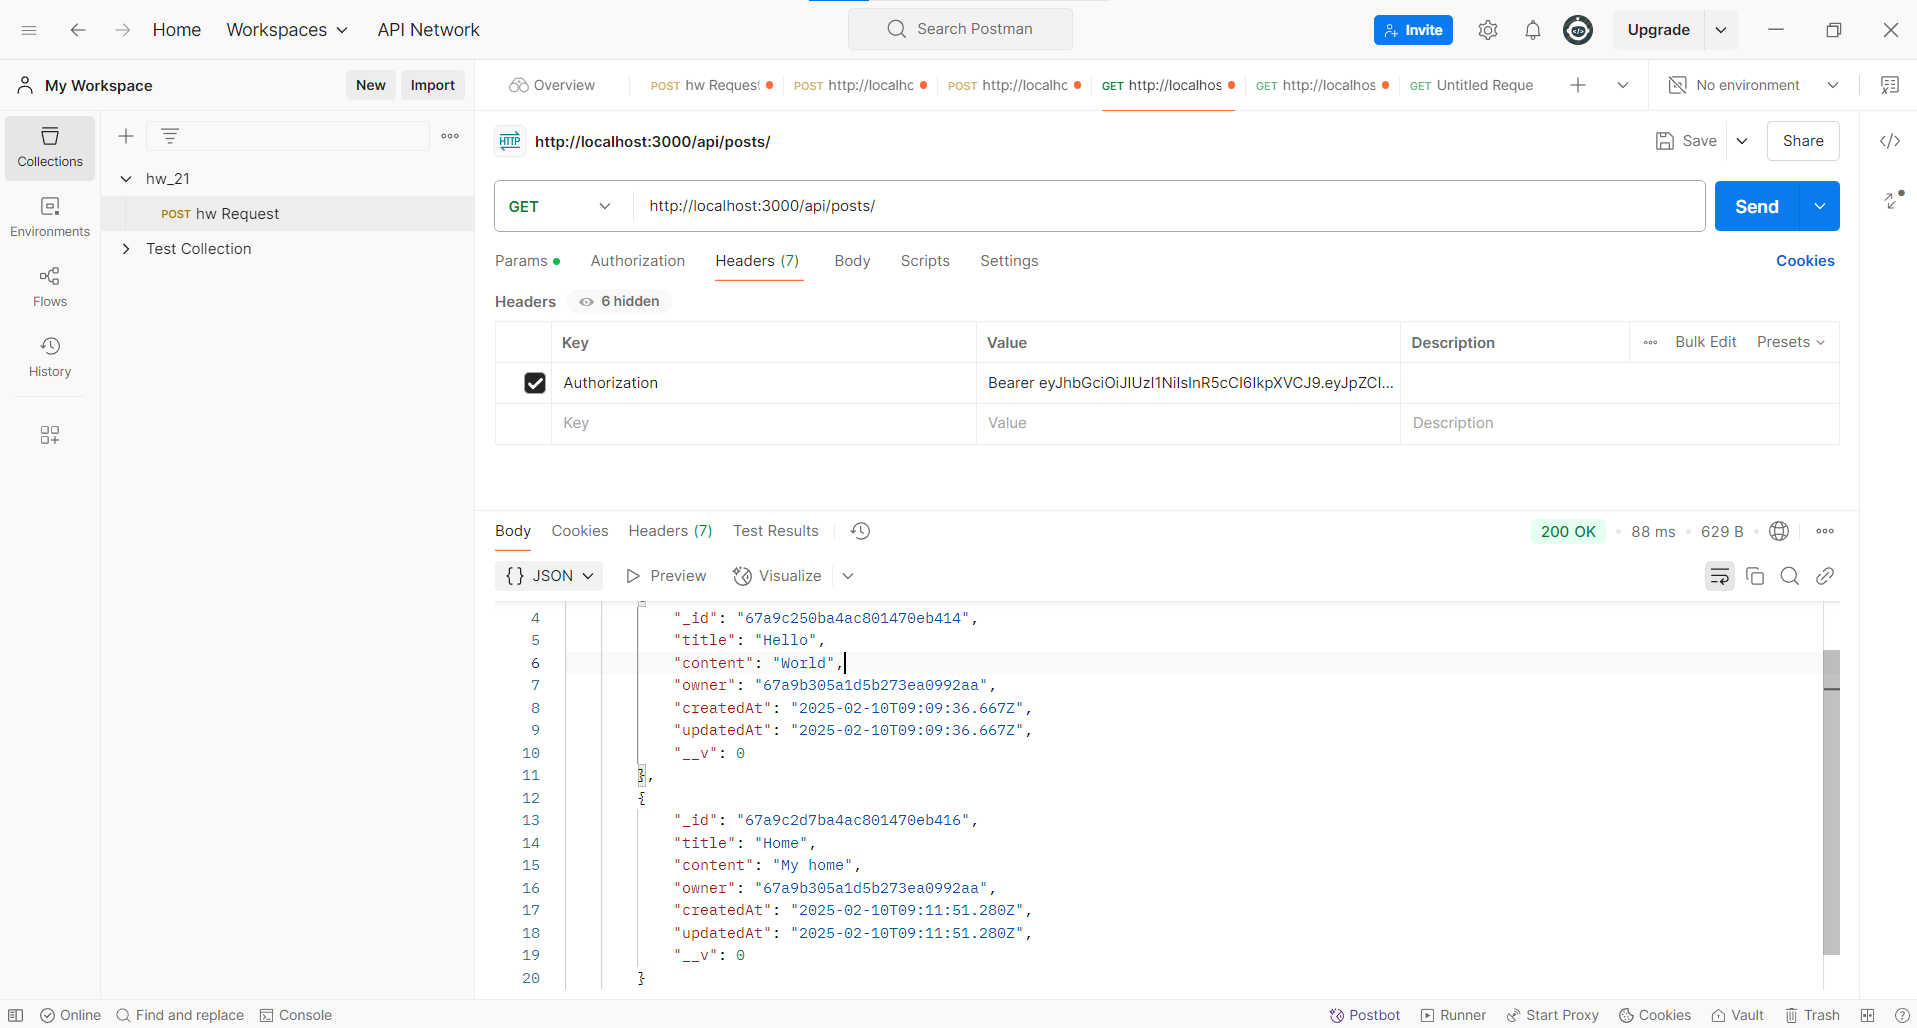 Home Workspaces API Network Search Postman Invite Upgrade
My Workspace New Import Overview POST hw Request POST http://localhc POST http://localhc GET http://localhos GET http://localhos GET Untitled Reque No environment
HTTP http://localhost:3000/api/posts/ Save Share
Collections
hw_21
POST hw Request
Test Collection
Environments
Flows
History
GET http://localhost:3000/api/posts/ Send
Params Authorization Headers (7) Body Scripts Settings Cookies
Headers 6 hidden
Key Value Description Bulk Edit Presets
Authorization Bearer eyJhbGciOiJIUzI1NiIsInR5cCI6IkpXVCJ9.eyJpZCI...
Key Value Description
Body Cookies Headers (7) Test Results 200 OK 88 ms 629 B
{} JSON Preview Visualize
4 "_id": "67a9c250ba4ac801470eb414",
5 "title": "Hello",
6 "content": "World",
7 "owner": "67a9b305a1d5b273ea0992aa",
8 "createdAt": "2025-02-10T09:09:36.667Z",
9 "updatedAt": "2025-02-10T09:09:36.667Z",
10 "__v": 0
11 },
12 {
13 "_id": "67a9c2d7ba4ac801470eb416",
14 "title": "Home",
15 "content": "My home",
16 "owner": "67a9b305a1d5b273ea0992aa",
17 "createdAt": "2025-02-10T09:11:51.280Z",
18 "updatedAt": "2025-02-10T09:11:51.280Z",
19 "__v": 0
20 }
Online Find and replace Console Postbot Runner Start Proxy Cookies Vault Trash